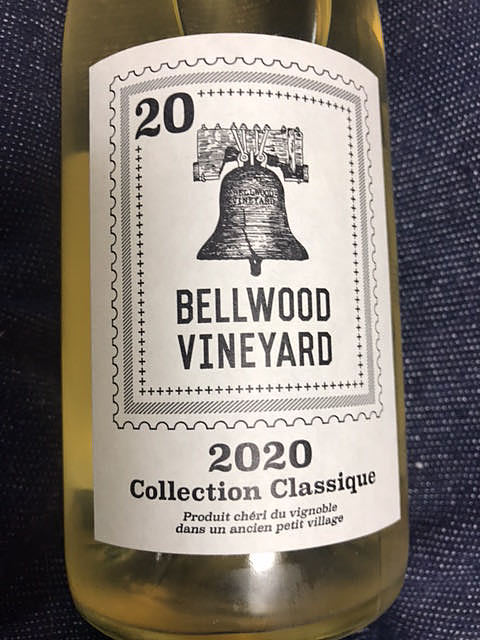 20
BELLWOOD
VINEYARD
BELLWOOD
VINEYARD
2020
Collection Classique
Produit chéri du vignoble
dans un ancien petit village